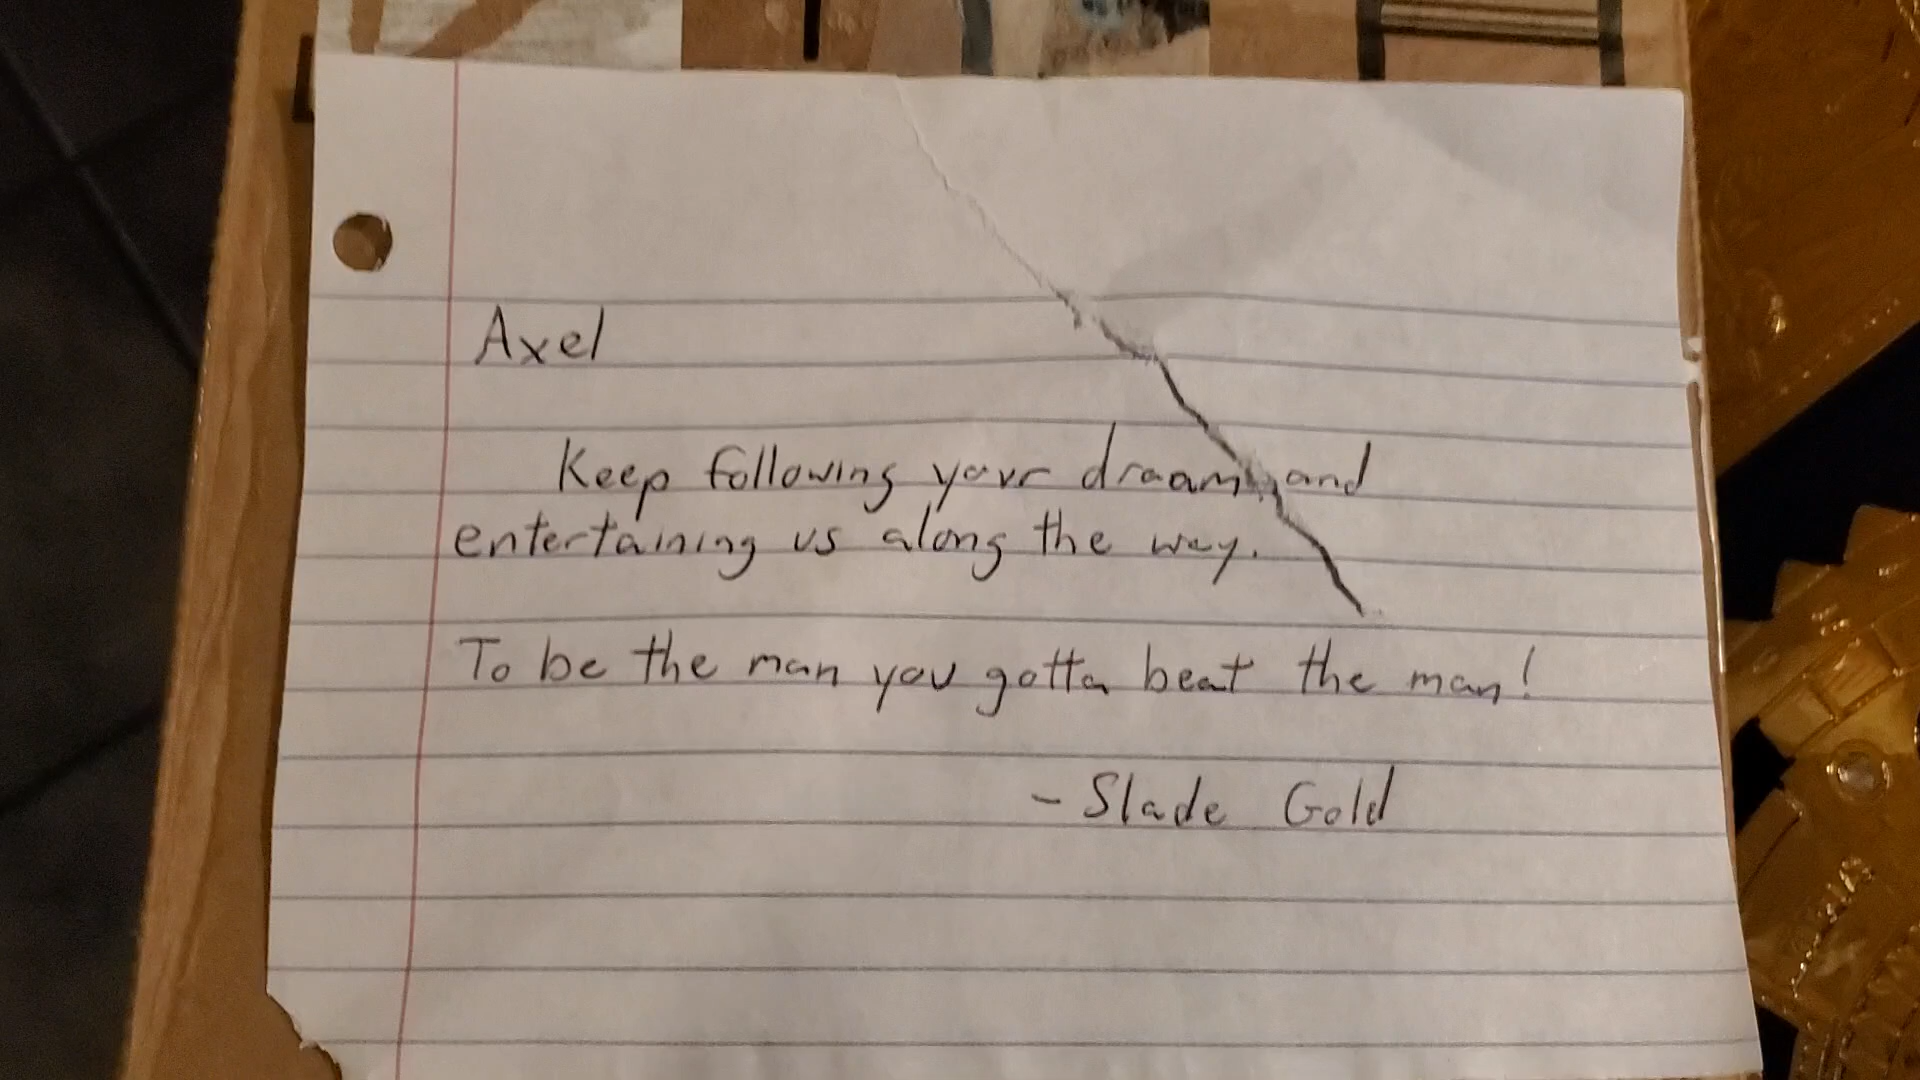 Axel
Keep following your draam and
entertaining us along the way.
To be the man you gotta beat the man!
- Slade Gold